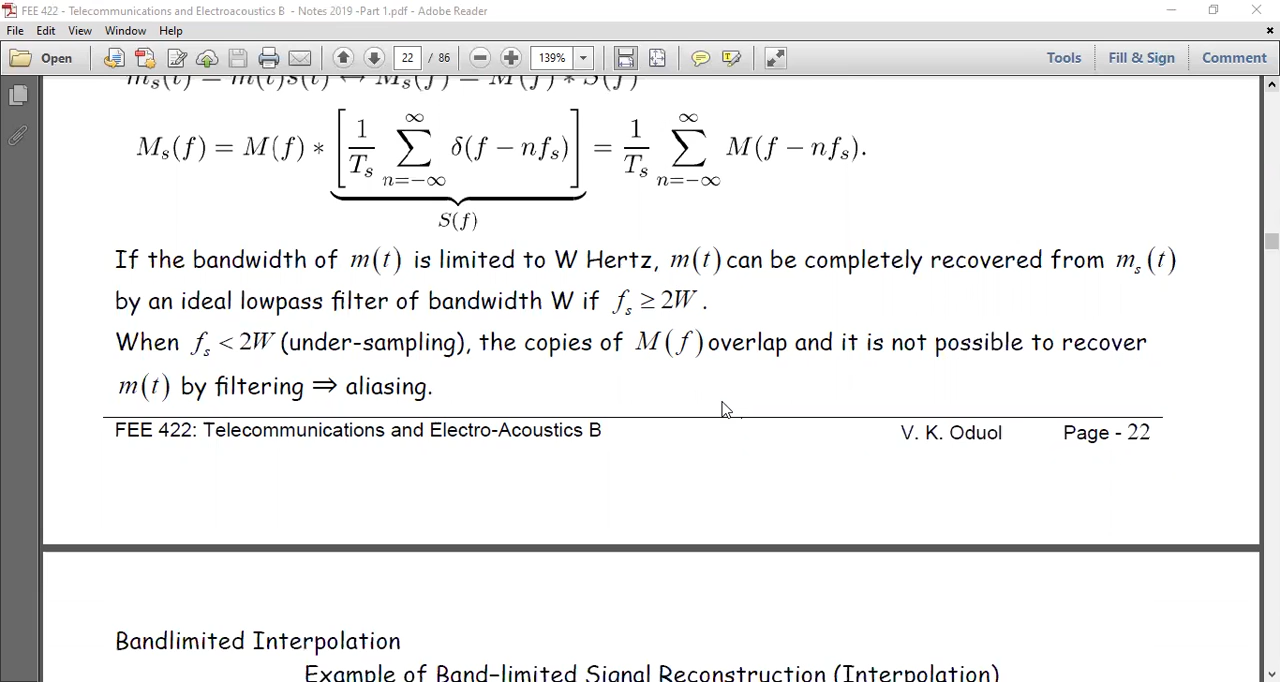 FEE 422 - Telecommunications and Electroacoustics B - Notes 2019 -Part 1.pdf - Adobe Reader
File Edit View Window Help
Open 22 / 86 139% Tools Fill & Sign Comment
m_s(t) = m(t)s(t) ↔ M_s(f) = M(f) * S(f)
M_s(f) = M(f) * [1/T_s ∑_{n=-∞}^{∞} δ(f − nf_s)] = 1/T_s ∑_{n=-∞}^{∞} M(f − nf_s).
S(f)
If the bandwidth of m(t) is limited to W Hertz, m(t) can be completely recovered from m_s(t)
by an ideal lowpass filter of bandwidth W if f_s ≥ 2W.
When f_s < 2W (under-sampling), the copies of M(f) overlap and it is not possible to recover
m(t) by filtering ⇒ aliasing.
FEE 422: Telecommunications and Electro-Acoustics B V. K. Oduol Page - 22
Bandlimited Interpolation
Example of Band-limited Signal Reconstruction (Interpolation)